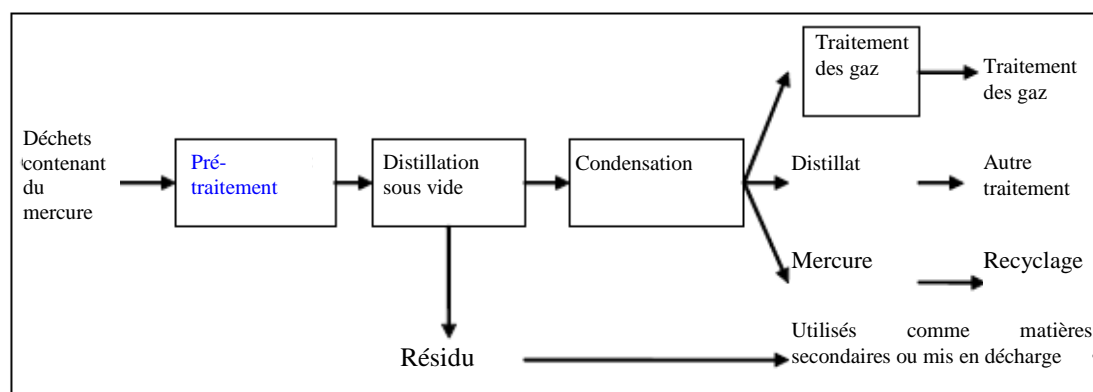 Déchets
contenant
du
mercure
Pré-
traitement
Distillation
sous vide
Condensation
Traitement
des gaz
Traitement
des gaz
Distillat
Autre
traitement
Mercure
Recyclage
Résidu
Utilisés comme matières
secondaires ou mis en décharge